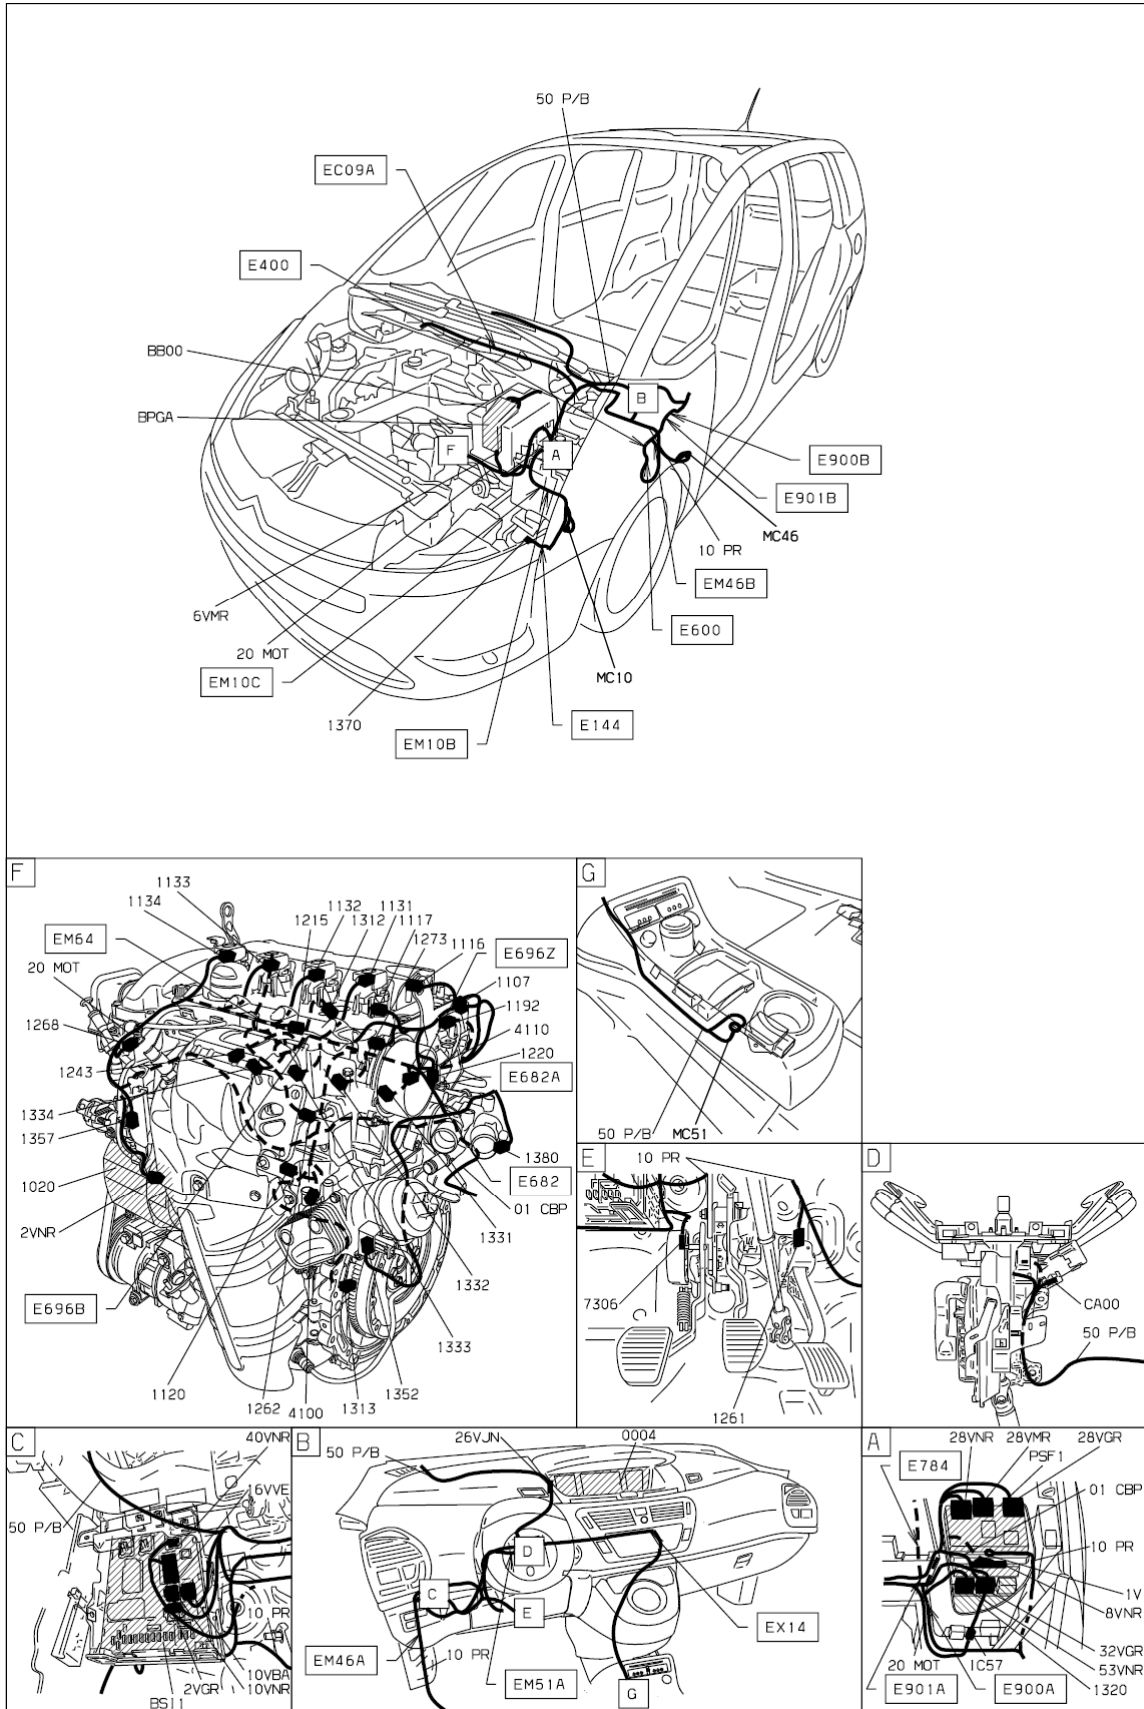 50 P/B
EC09A
E400
BB00
BPGA
F
A
B
E900B
E901B
MC46
10 PR
EM46B
E600
MC10
6VMR
20 MOT
EM10C
1370
E144
EM10B
F
1133
1134
1215
1132
1312
1131
1117
1273
1116
E696Z
EM64
20 MOT
1107
1192
1268
4110
1243
1220
E682A
1334
1357
1380
1020
E682
01 CBP
2VNR
1331
1332
E696B
1333
1120
1262
4100
1313
1352
G
50 P/B
MC51
E
10 PR
7306
1261
D
CA00
50 P/B
C
40VNR
16VVE
50 P/B
10 PR
10VBA
2VGR
10VNR
BSI1
B
26VJN
0004
50 P/B
D
C
E
EX14
EM46A
10 PR
EM51A
G
A
28VNR
28VMR
28VGR
E784
PSF1
01 CBP
10 PR
1V
8VNR
32VGR
20 MOT
IC57
53VNR
E901A
E900A
1320